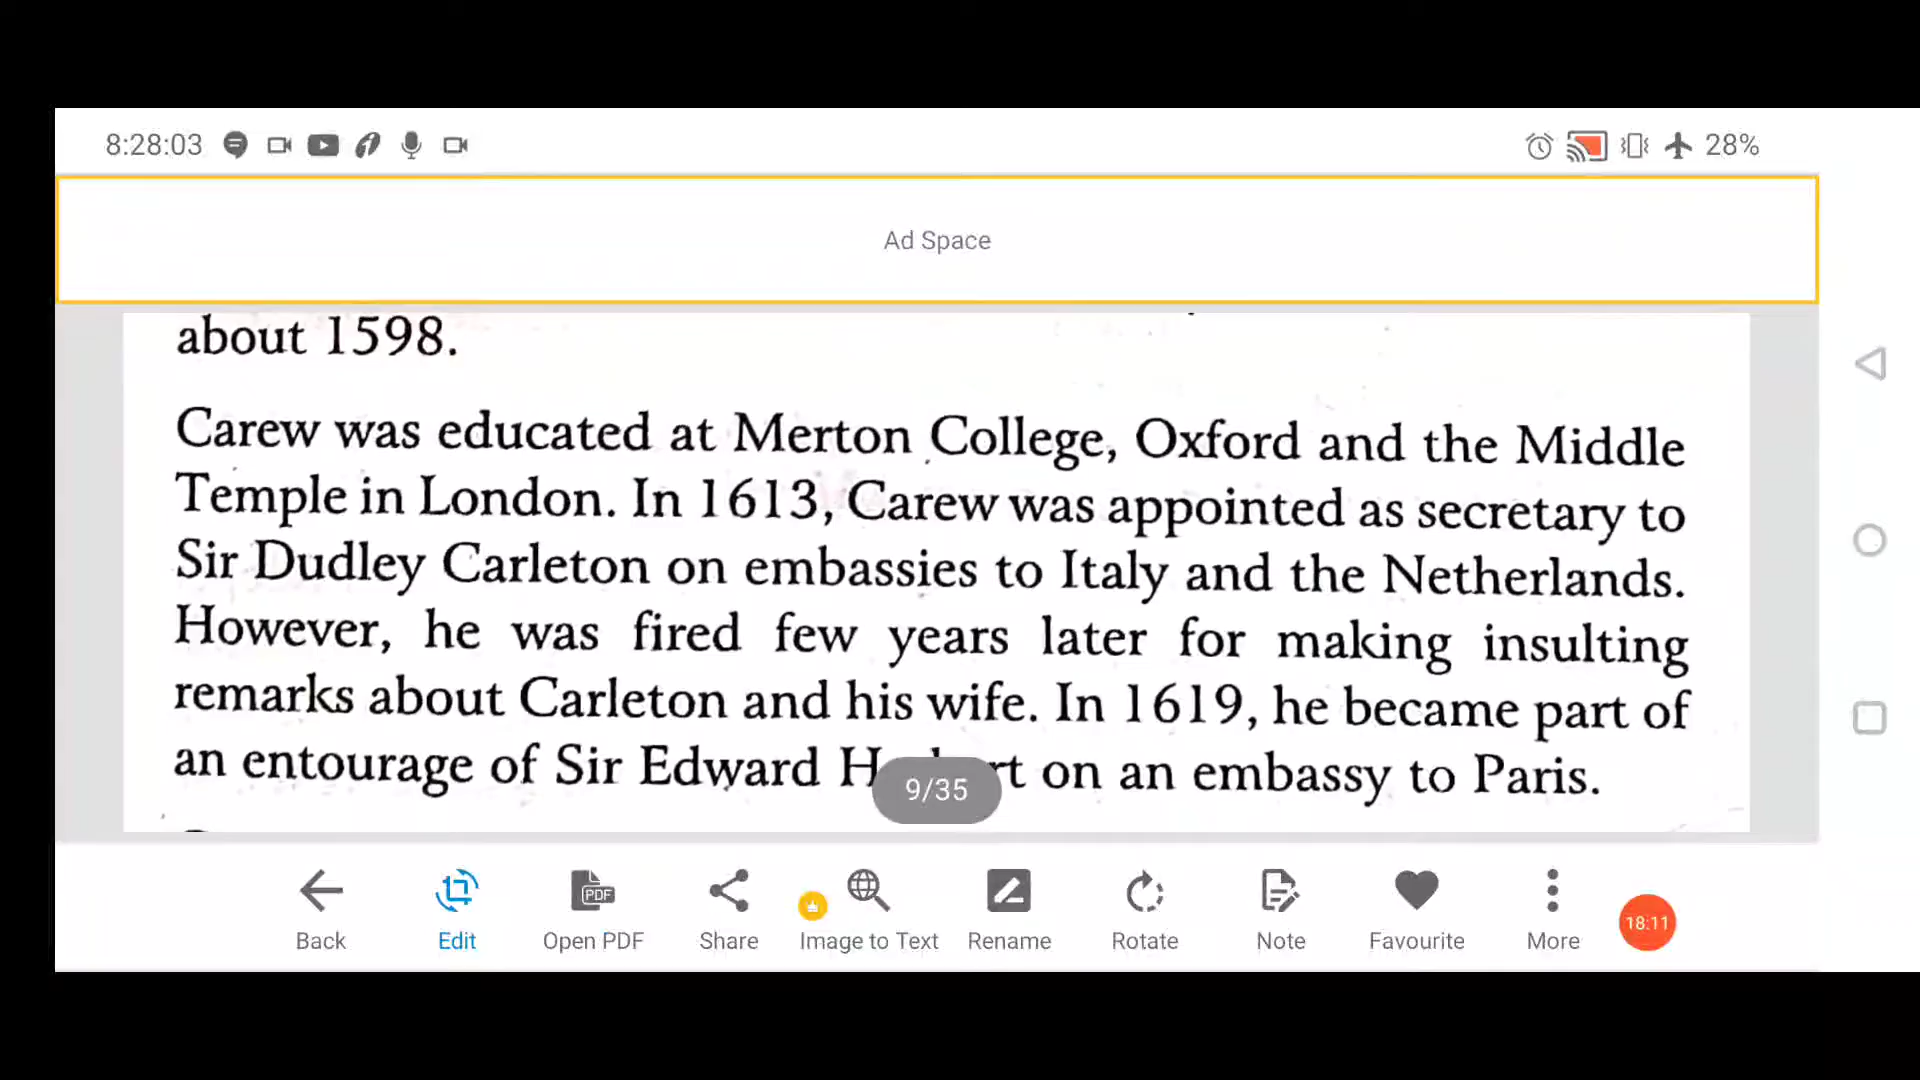 8:28:03
28%
Ad Space
about 1598.
Carew was educated at Merton College, Oxford and the Middle
Temple in London. In 1613, Carew was appointed as secretary to
Sir Dudley Carleton on embassies to Italy and the Netherlands.
However, he was fired few years later for making insulting
remarks about Carleton and his wife. In 1619, he became part of
an entourage of Sir Edward on an embassy to Paris.
9/35
Back Edit Open PDF Share Image to Text Rename Rotate Note Favourite More
18:11